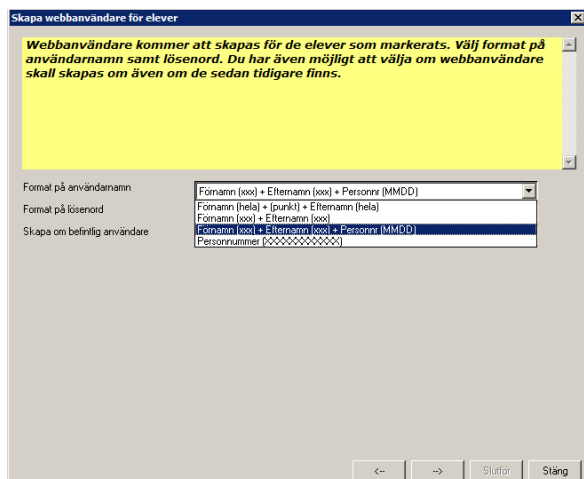 Skapa webbanvändare för elever
Webbanvändare kommer att skapas för de elever som markerats. Välj format på
användarnamn samt lösenord. Du har även möjligt att välja om webbanvändare
skall skapas om även om de sedan tidigare finns.
Format på användarnamn
Förnamn (xxx) + Efternamn (xxx) + Personnr (MMDD)
Format på lösenord
Förnamn (hela) + (punkt) + Efternamn (hela)
Förnamn (xxx) + Efternamn (xxx)
Skapa om befintlig användare
Förnamn (xxx) + Efternamn (xxx) + Personnr (MMDD)
Personnummer (XXXXXXXXXXXX)
<--
-->
Slutför
Stäng